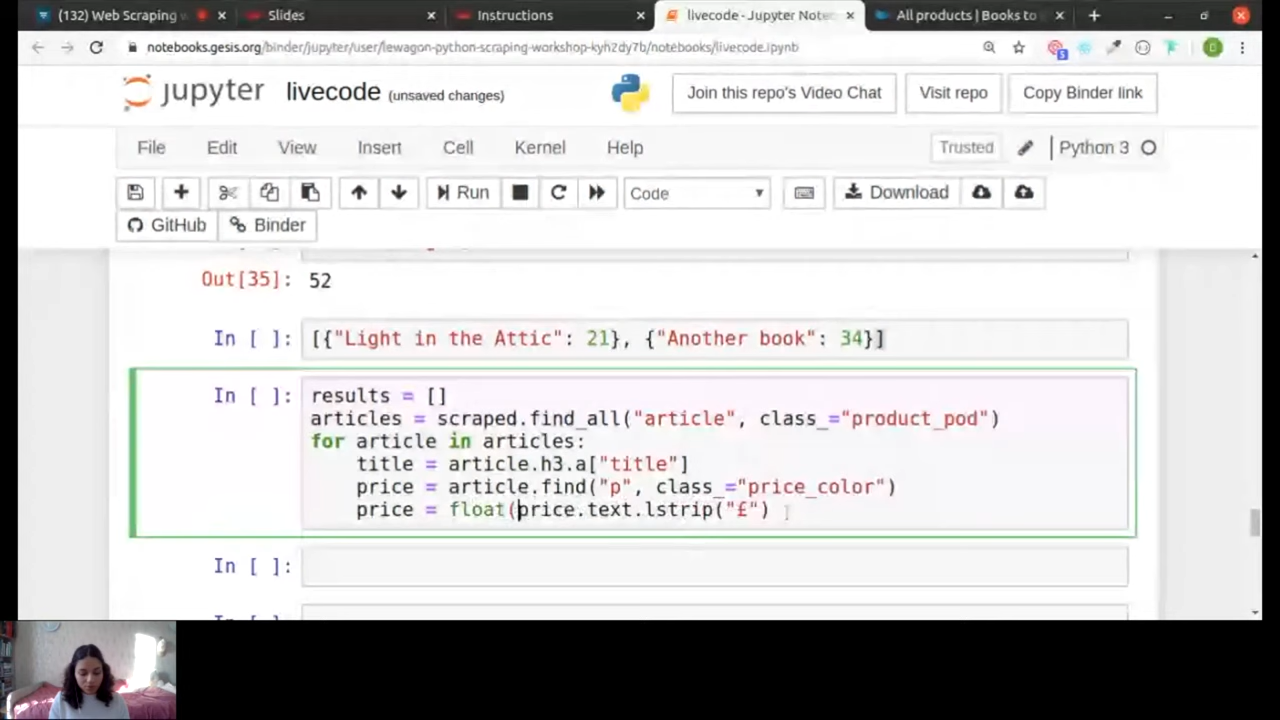 (132) Web Scraping w
Slides
Instructions
livecode - Jupyter Note
All products | Books to
notebooks.gesis.org/binder/jupyter/user/lewagon-python-scraping-workshop-kyh2dy7b/notebooks/livecode.ipynb
jupyter livecode (unsaved changes)
Join this repo's Video Chat
Visit repo
Copy Binder link
File Edit View Insert Cell Kernel Help
Trusted
Python 3
Run
Code
Download
GitHub
Binder
Out[35]: 52
In [ ]: [{"Light in the Attic": 21}, {"Another book": 34}]
In [ ]: results = []
articles = scraped.find_all("article", class_="product_pod")
for article in articles:
title = article.h3.a["title"]
price = article.find("p", class_="price_color")
price = float(price.text.lstrip("£")
In [ ]: